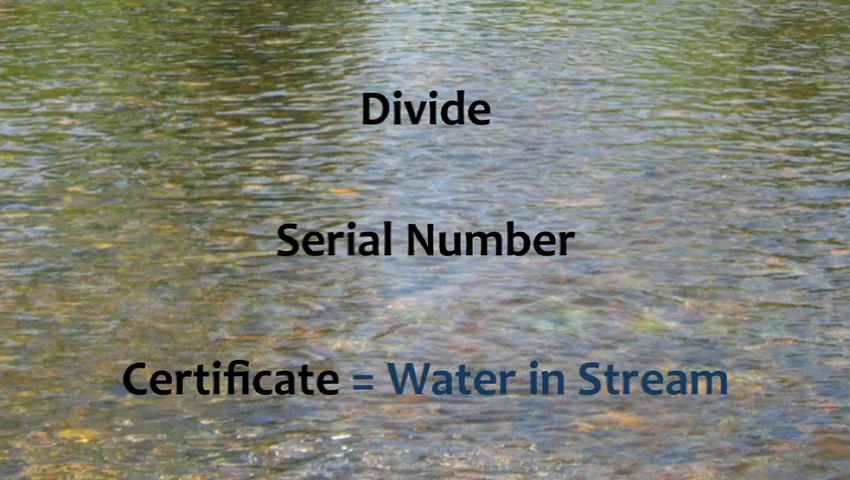 Divide
Serial Number
Certificate = Water in Stream